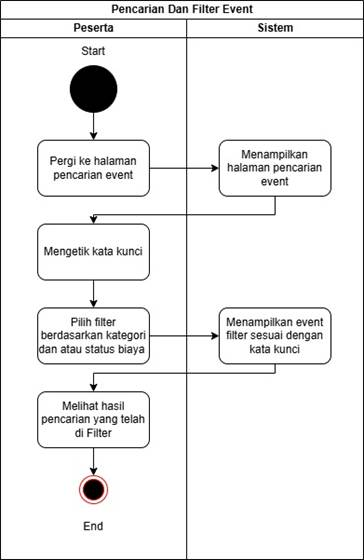 Pencarian Dan Filter Event
Peserta
Sistem
Start
Pergi ke halaman
pencarian event
Menampilkan
halaman pencarian
event
Mengetik kata kunci
Pilih filter
berdasarkan kategori
dan atau status biaya
Menampilkan event
filter sesuai dengan
kata kunci
Melihat hasil
pencarian yang telah
di Filter
End